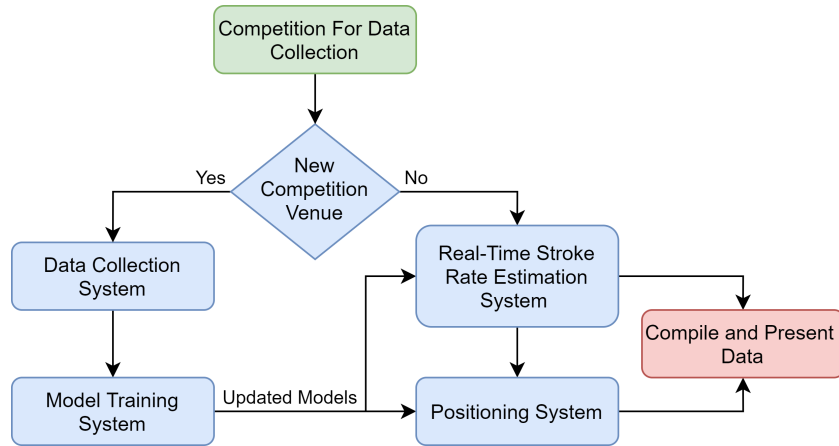 Competition For Data
Collection
New
Competition
Venue
Yes
No
Data Collection
System
Real-Time Stroke
Rate Estimation
System
Compile and Present
Data
Model Training
System
Updated Models
Positioning System